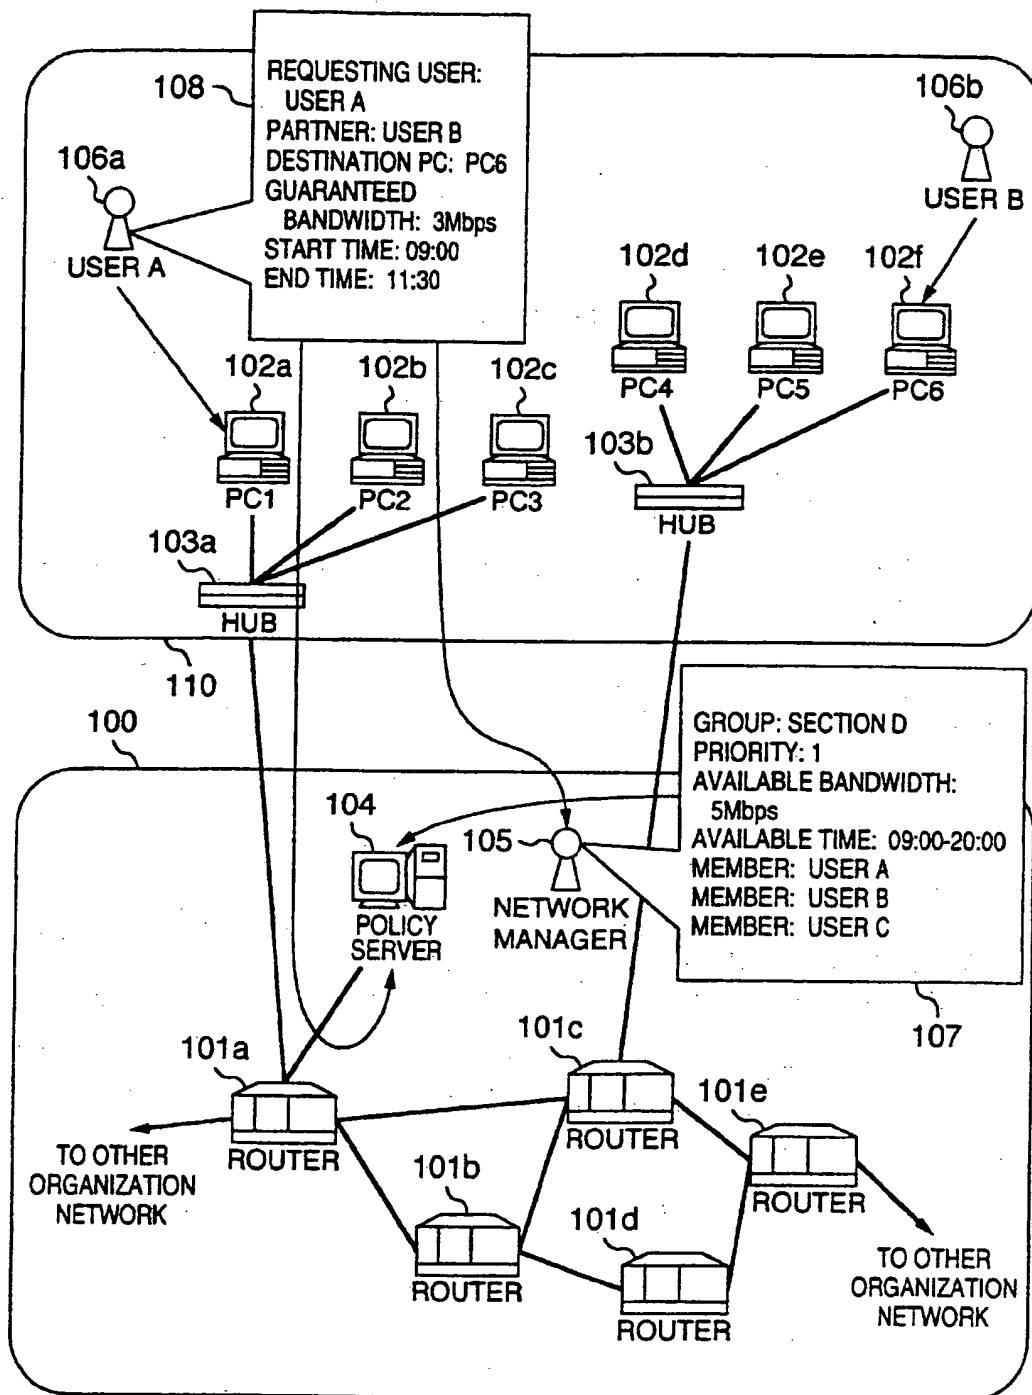 108
REQUESTING USER:
USER A
PARTNER: USER B
DESTINATION PC: PC6
GUARANTEED
BANDWIDTH: 3Mbps
START TIME: 09:00
END TIME: 11:30
106b
USER B
106a
USER A
102d
102e
102f
PC4
PC5
PC6
102a
102b
102c
PC1
PC2
PC3
103b
HUB
103a
HUB
110
100
GROUP: SECTION D
PRIORITY: 1
AVAILABLE BANDWIDTH:
5Mbps
AVAILABLE TIME: 09:00-20:00
MEMBER: USER A
MEMBER: USER B
MEMBER: USER C
107
104
POLICY
SERVER
105
NETWORK
MANAGER
101a
ROUTER
101c
ROUTER
101e
ROUTER
101b
ROUTER
101d
ROUTER
TO OTHER
ORGANIZATION
NETWORK
TO OTHER
ORGANIZATION
NETWORK